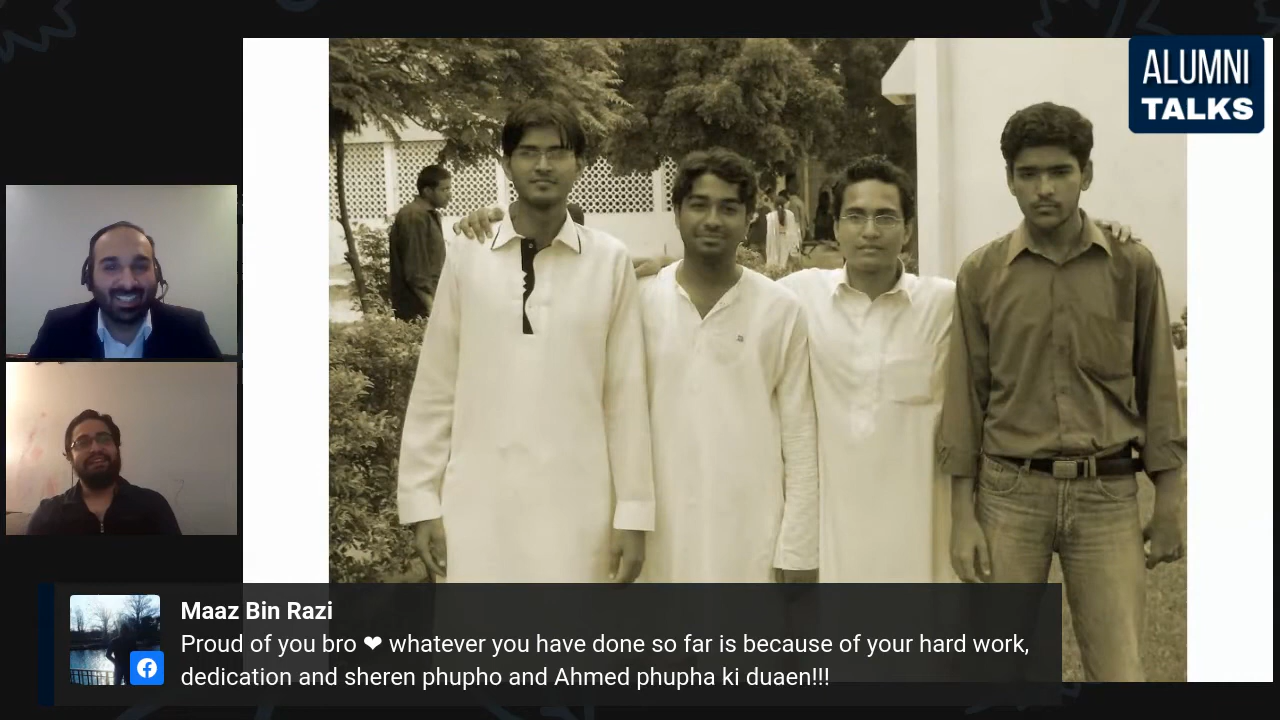 ALUMNI
TALKS
Maaz Bin Razi
Proud of you bro ❤ whatever you have done so far is because of your hard work,
dedication and sheren phupho and Ahmed phupha ki duaen!!!